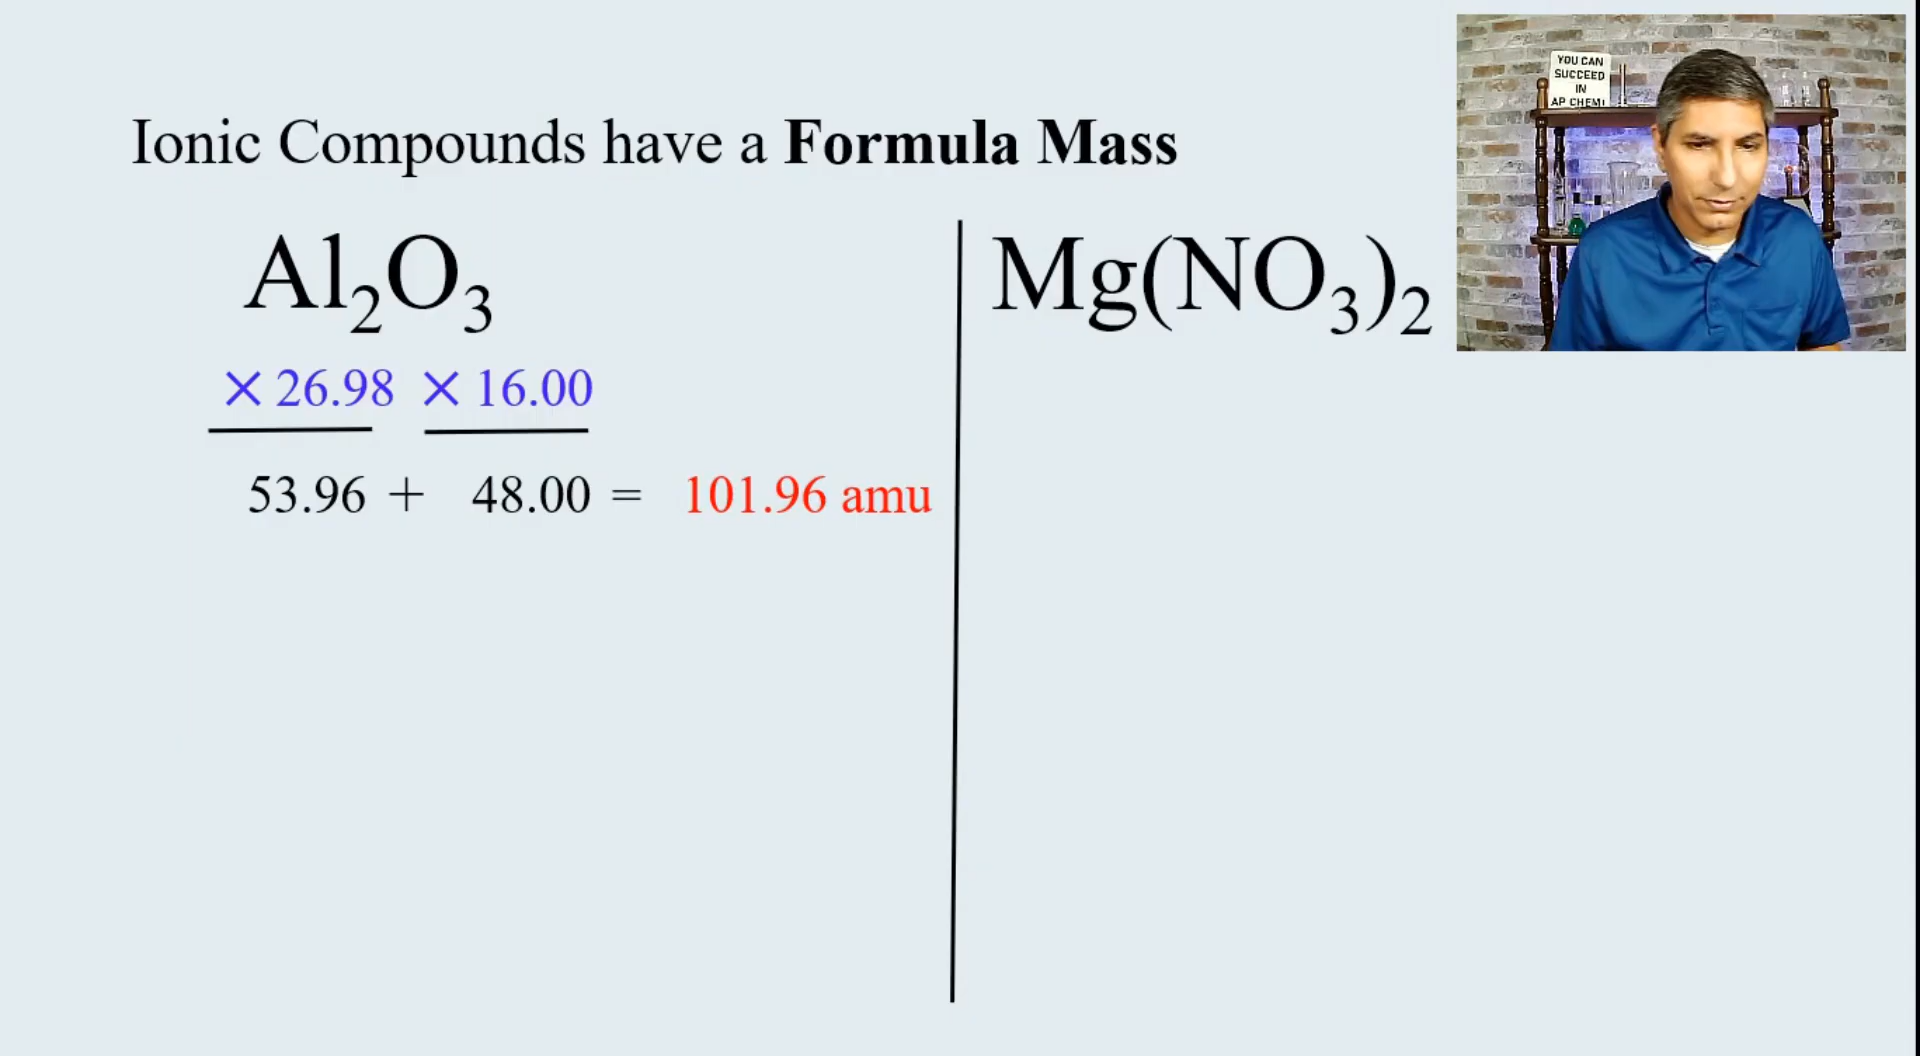 Ionic Compounds have a Formula Mass
Al₂O₃
× 26.98 × 16.00
53.96 + 48.00 = 101.96 amu
Mg(NO₃)₂
YOU CAN
SUCCEED
IN
AP CHEM!